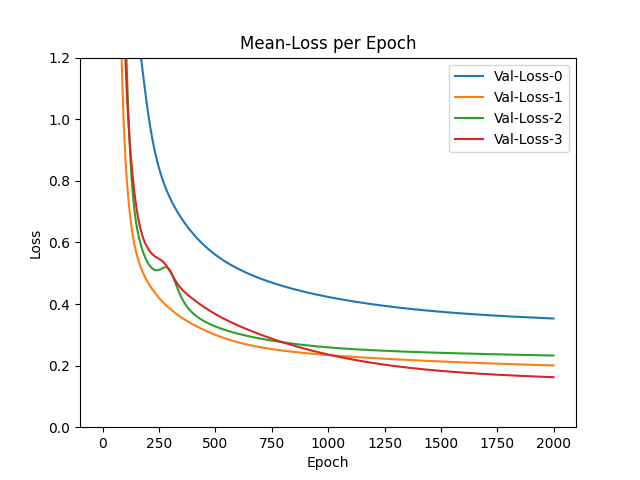 Mean-Loss per Epoch
Val-Loss-0
Val-Loss-1
Val-Loss-2
Val-Loss-3
Loss
1.2
1.0
0.8
0.6
0.4
0.2
0.0
0 250 500 750 1000 1250 1500 1750 2000
Epoch